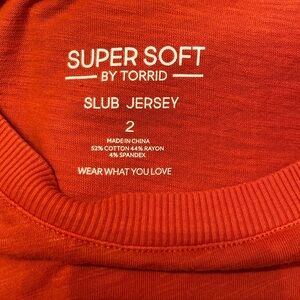 SUPER SOFT
BY TORRID
SLUB JERSEY
2
MADE IN CHINA
52% COTTON 44% RAYON
4% SPANDEX
WEAR WHAT YOU LOVE